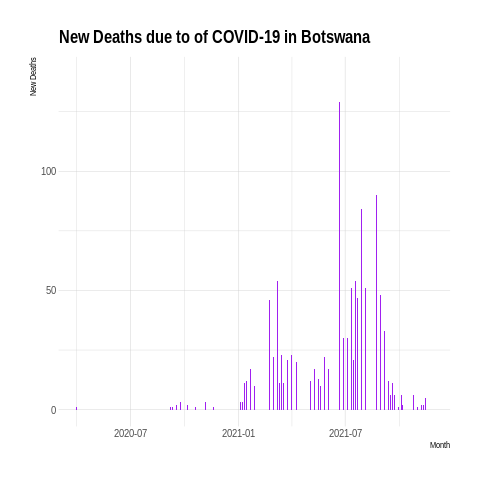 New Deaths due to of COVID-19 in Botswana
New Deaths
100
50
0
2020-07
2021-01
2021-07
Month